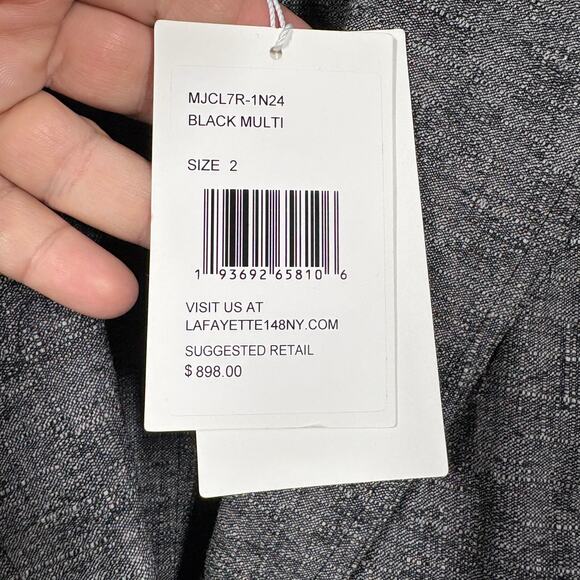 MJCL7R-1N24
BLACK MULTI
SIZE 2
1 93692 65810 6
VISIT US AT
LAFAYETTE148NY.COM
SUGGESTED RETAIL
$ 898.00